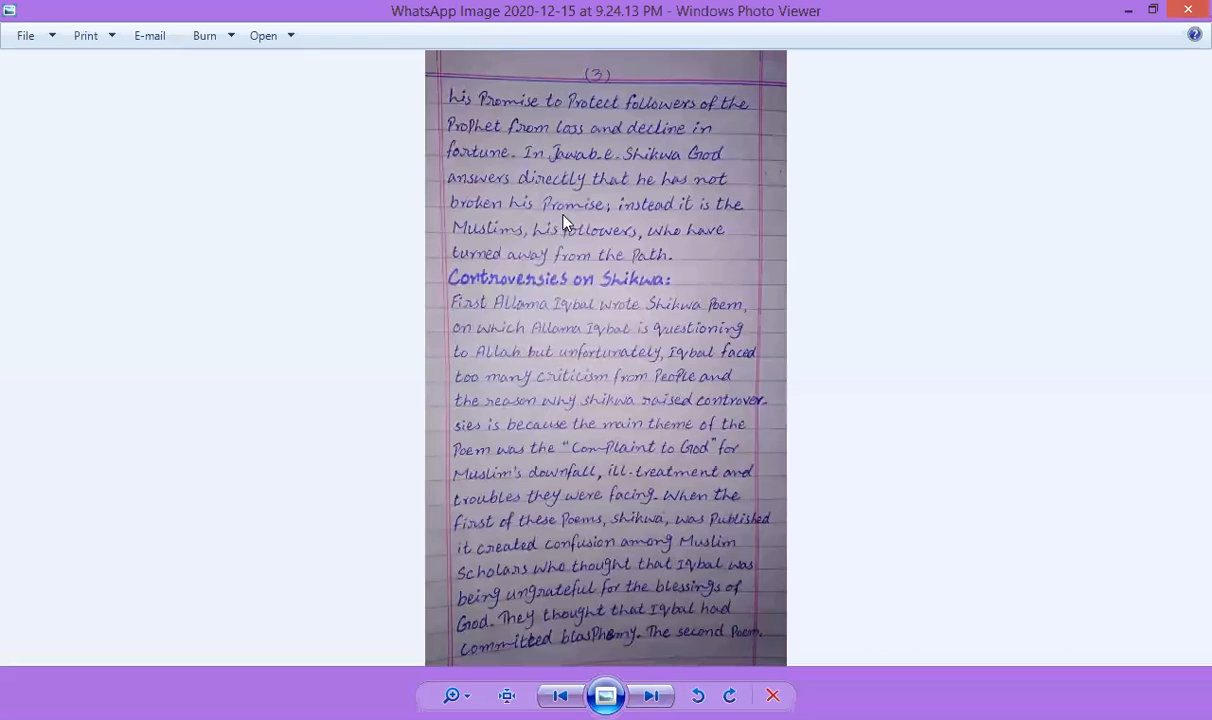 WhatsApp Image 2020-12-15 at 9.24.13 PM - Windows Photo Viewer
File Print E-mail Burn Open
(3)
his Promise to Protect followers of the
Prophet from loss and decline in
fortune. In Jawab-e-Shikwa God
answers directly that he has not
broken his Promise; instead it is the
Muslims, his followers, who have
turned away from the Path.
Controversies on Shikwa:
First Allama Iqbal wrote Shikwa Poem,
on which Allama Iqbal is questioning
to Allah but unfortunately, Iqbal faced
too many criticism from People and
the reason why shikwa raised controver-
sies is because the main theme of the
Poem was the "Complaint to God" for
Muslim's downfall, ill-treatment and
troubles they were facing. When the
first of these Poems, shikwa, was Published
it created confusion among Muslim
Scholars who thought that Iqbal was
being ungrateful for the blessings of
God. They thought that Iqbal had
committed blasphemy. The second Poem,